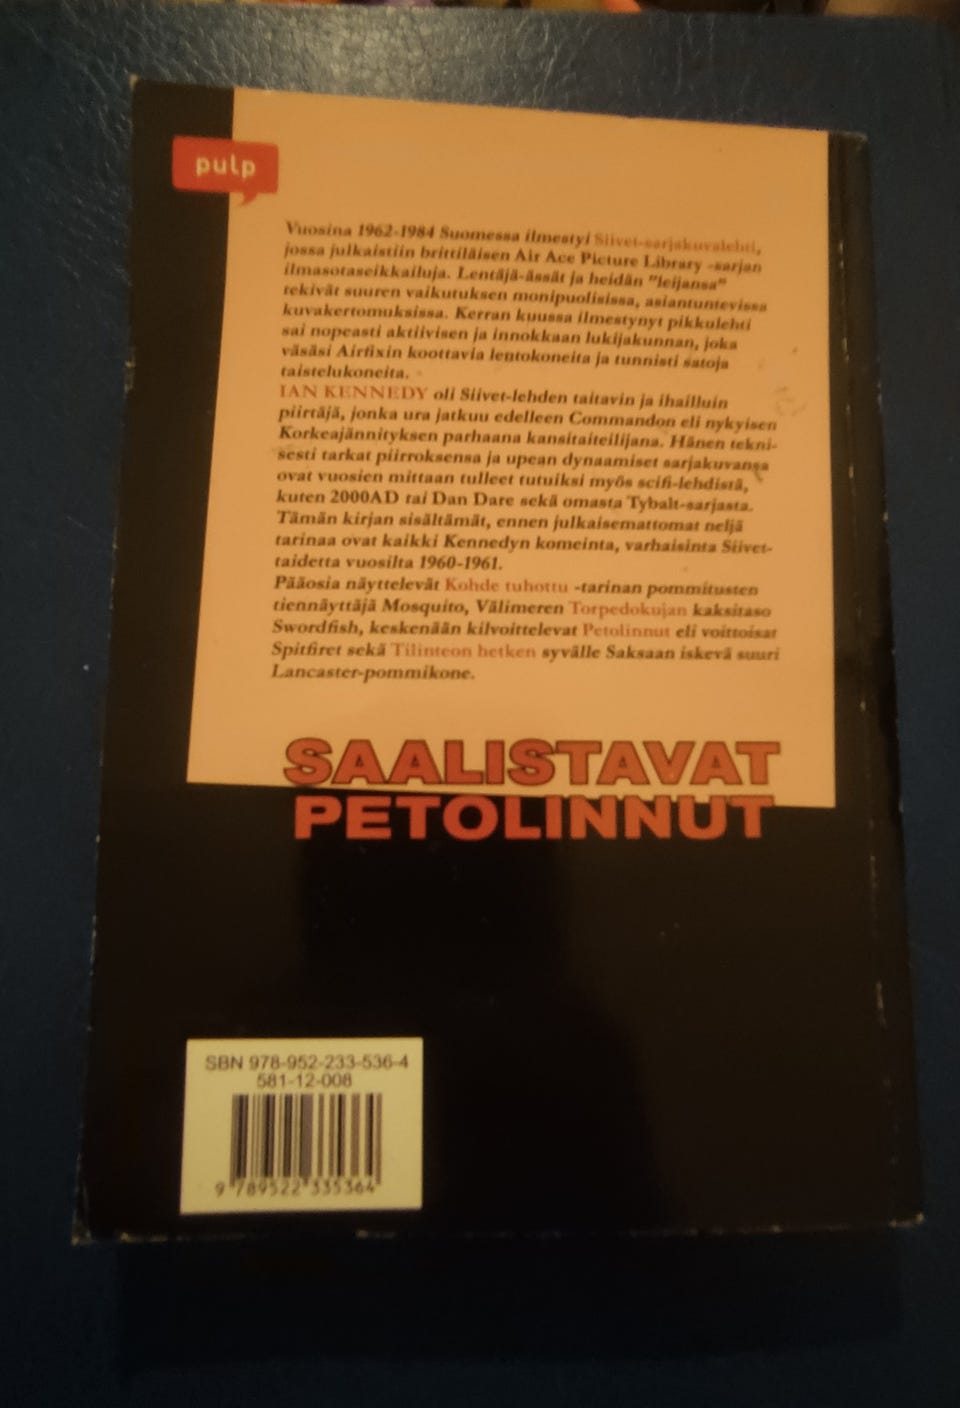 pulp
Vuosina 1962-1984 Suomessa ilmestyi Siivet-sarjakuvalehti,
jossa julkaistiin brittiläisen Air Ace Picture Library -sarjan
ilmasotaseikkailuja. Lentäjä-ässät ja heidän "leijansa"
tekivät suuren vaikutuksen monipuolisissa, asiantuntevissa
kuvakertomuksissa. Kerran kuussa ilmestynyt pikkulehti
sai nopeasti aktiivisen ja innokkaan lukijakunnan, joka
väsäsi Airfixin koottavia lentokoneita ja tunnisti satoja
taistelukoneita.
IAN KENNEDY oli Siivet-lehden taitavin ja ihailluin
piirtäjä, jonka ura jatkuu edelleen Commandon eli nykyisen
Korkeajännityksen parhaana kansitaiteilijana. Hänen tekni-
sesti tarkat piirroksensa ja upean dynaamiset sarjakuvansa
ovat vuosien mittaan tulleet tutuiksi myös scifi-lehdistä,
kuten 2000AD tai Dan Dare sekä omasta Tybalt-sarjasta.
Tämän kirjan sisältämät, ennen julkaisemattomat neljä
tarinaa ovat kaikki Kennedyn komeinta, varhaisinta Siivet-
taidetta vuosilta 1960-1961.
Pääosia näyttelevät Kohde tuhottu -tarinan pommitusten
tiennäyttäjä Mosquito, Välimeren Torpedokujan kaksitaso
Swordfish, keskenään kilvoittelevat Petolinnut eli voittoisat
Spitfiret sekä Tilinteon hetken syvälle Saksaan iskevä suuri
Lancaster-pommikone.
SAALISTAVAT
PETOLINNUT
SBN 978-952-233-536-4
581-12-008
9 789522 335364